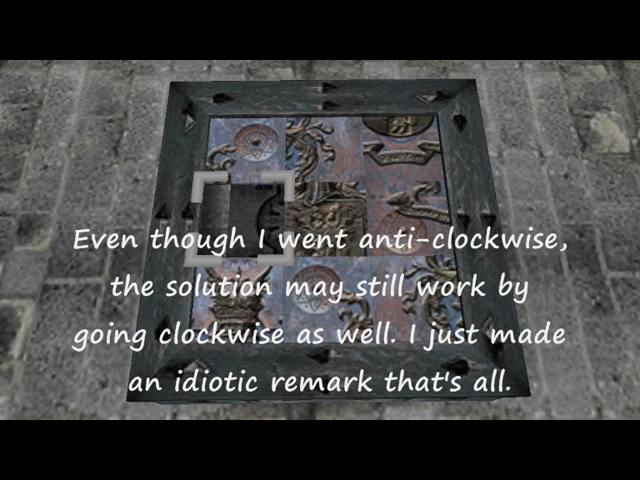 Even though I went anti-clockwise,
the solution may still work by
going clockwise as well. I just made
an idiotic remark that's all.